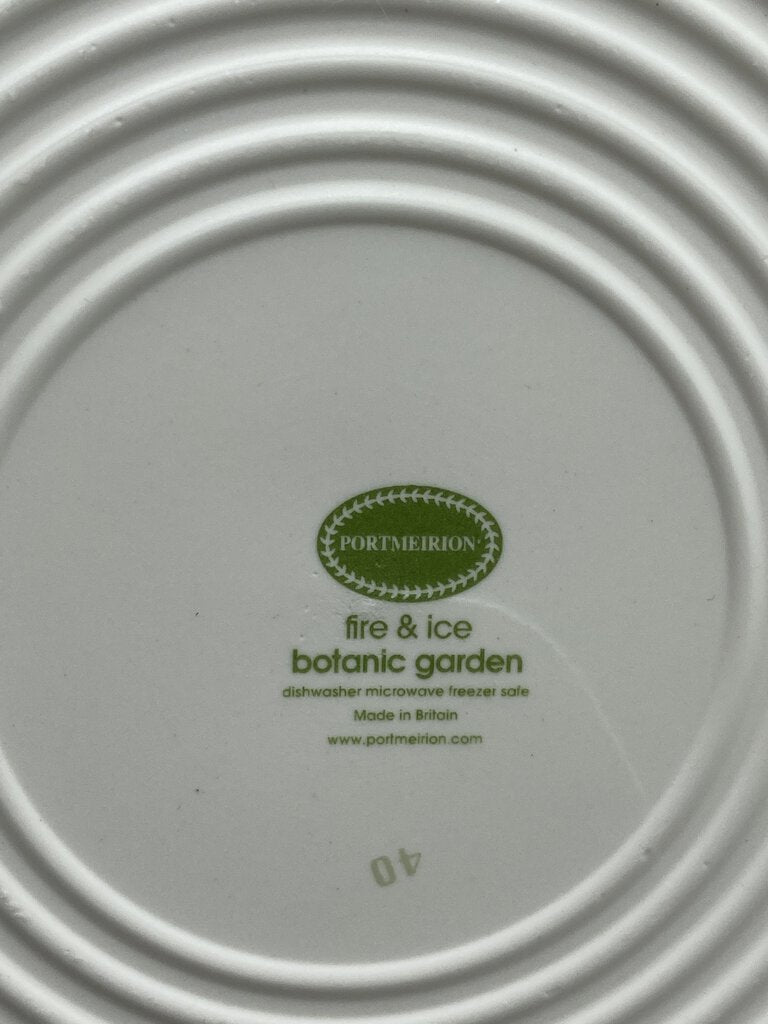 PORTMEIRION
fire & ice
botanic garden
dishwasher microwave freezer safe
Made in Britain
www.portmeirion.com
40